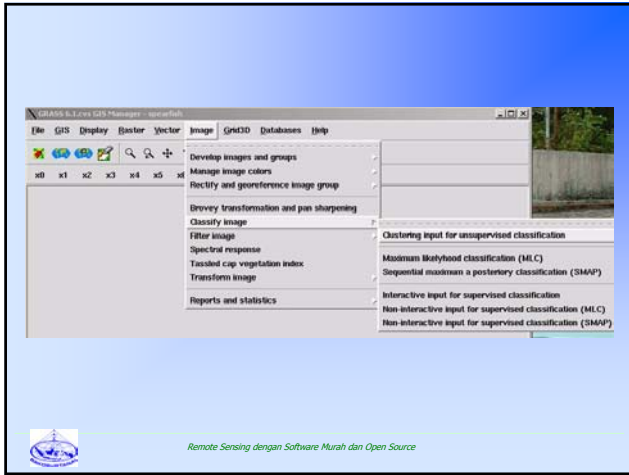 GRASS 6.1.cvs GIS Manager - spearfish
File GIS Display Raster Vector Image Grid3D Databases Help
x0 x1 x2 x3 x4 x5
Develop images and groups
Manage image colors
Rectify and georeference image group
Brovey transformation and pan sharpening
Classify image
Filter image
Spectral response
Tassled cap vegetation index
Transform image
Reports and statistics
Clustering input for unsupervised classification
Maximum likelyhood classification (MLC)
Sequential maximum a posteriory classification (SMAP)
Interactive input for supervised classification
Non-interactive input for supervised classification (MLC)
Non-interactive input for supervised classification (SMAP)
Remote Sensing dengan Software Murah dan Open Source